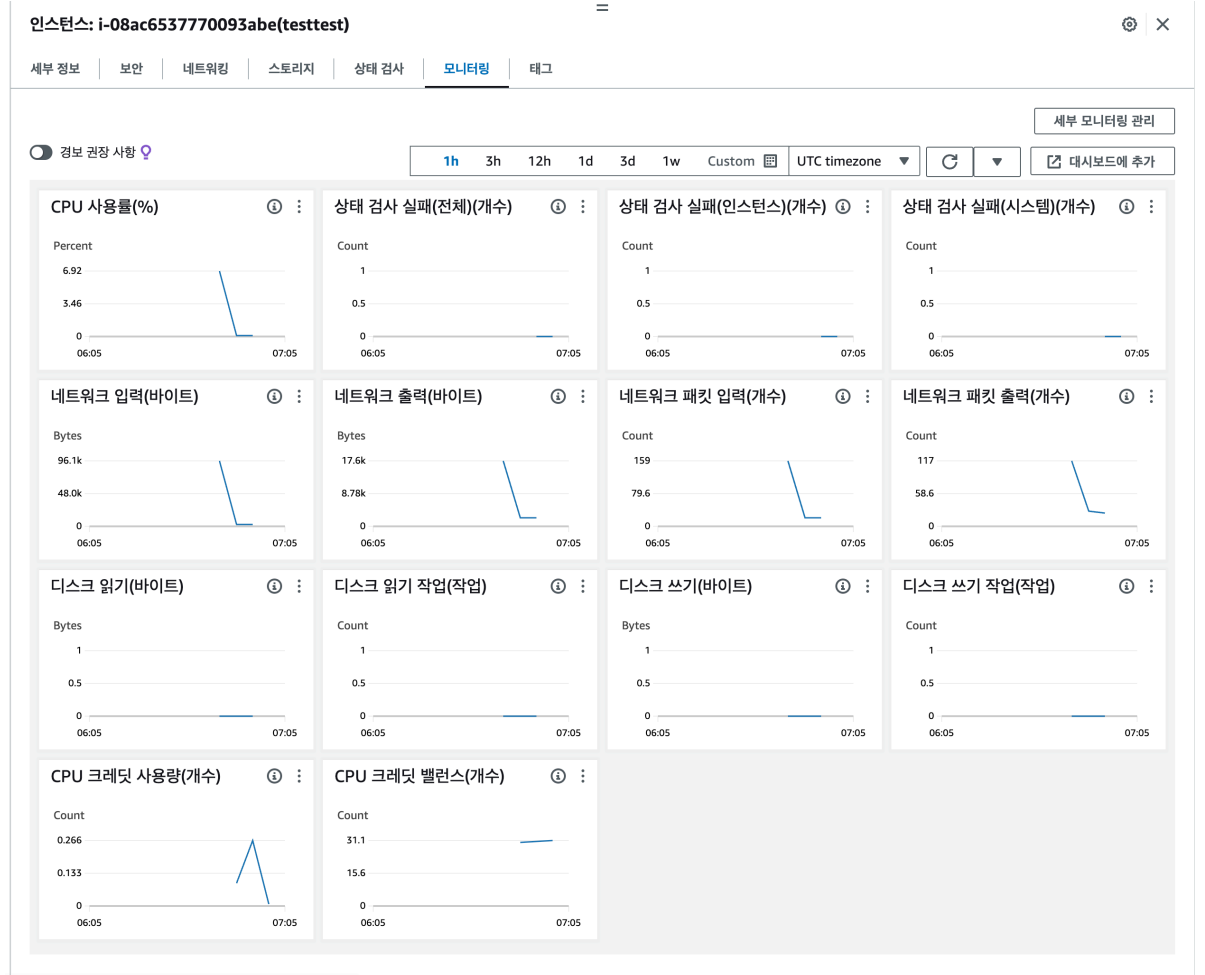 인스턴스: i-08ac6537770093abe(testtest)
세부 정보 보안 네트워킹 스토리지 상태 검사 모니터링 태그
세부 모니터링 관리
경보 권장 사항
1h 3h 12h 1d 3d 1w Custom UTC timezone 대시보드에 추가
CPU 사용률(%)
Percent
6.92
3.46
0
06:05 07:05
상태 검사 실패(전체)(개수)
Count
1
0.5
0
06:05 07:05
상태 검사 실패(인스턴스)(개수)
Count
1
0.5
0
06:05 07:05
상태 검사 실패(시스템)(개수)
Count
1
0.5
0
06:05 07:05
네트워크 입력(바이트)
Bytes
96.1k
48.0k
0
06:05 07:05
네트워크 출력(바이트)
Bytes
17.6k
8.78k
0
06:05 07:05
네트워크 패킷 입력(개수)
Count
159
79.6
0
06:05 07:05
네트워크 패킷 출력(개수)
Count
117
58.6
0
06:05 07:05
디스크 읽기(바이트)
Bytes
1
0.5
0
06:05 07:05
디스크 읽기 작업(작업)
Count
1
0.5
0
06:05 07:05
디스크 쓰기(바이트)
Bytes
1
0.5
0
06:05 07:05
디스크 쓰기 작업(작업)
Count
1
0.5
0
06:05 07:05
CPU 크레딧 사용량(개수)
Count
0.266
0.133
0
06:05 07:05
CPU 크레딧 밸런스(개수)
Count
31.1
15.6
0
06:05 07:05